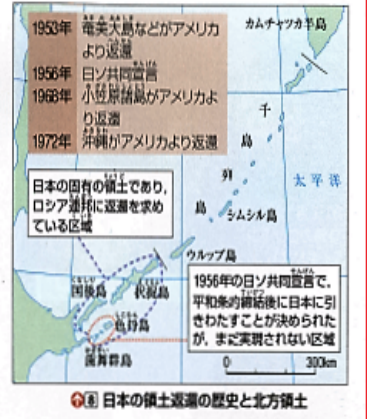 1953年 奄美大島などがアメリカ
より返還
1956年 日ソ共同宣言
1968年 小笠原諸島がアメリカよ
り返還
1972年 沖縄がアメリカより返還
カムチャツカ半島
千
島
列
島
太平洋
シムシル島
ウルップ島
日本の固有の領土であり,
ロシア連邦に返還を求め
ている区域
国後島
択捉島
色丹島
歯舞群島
1956年の日ソ共同宣言で,
平和条約締結後に日本に引
きわたすことが決められた
が, まだ実現されない区域
0 300km
8 日本の領土返還の歴史と北方領土